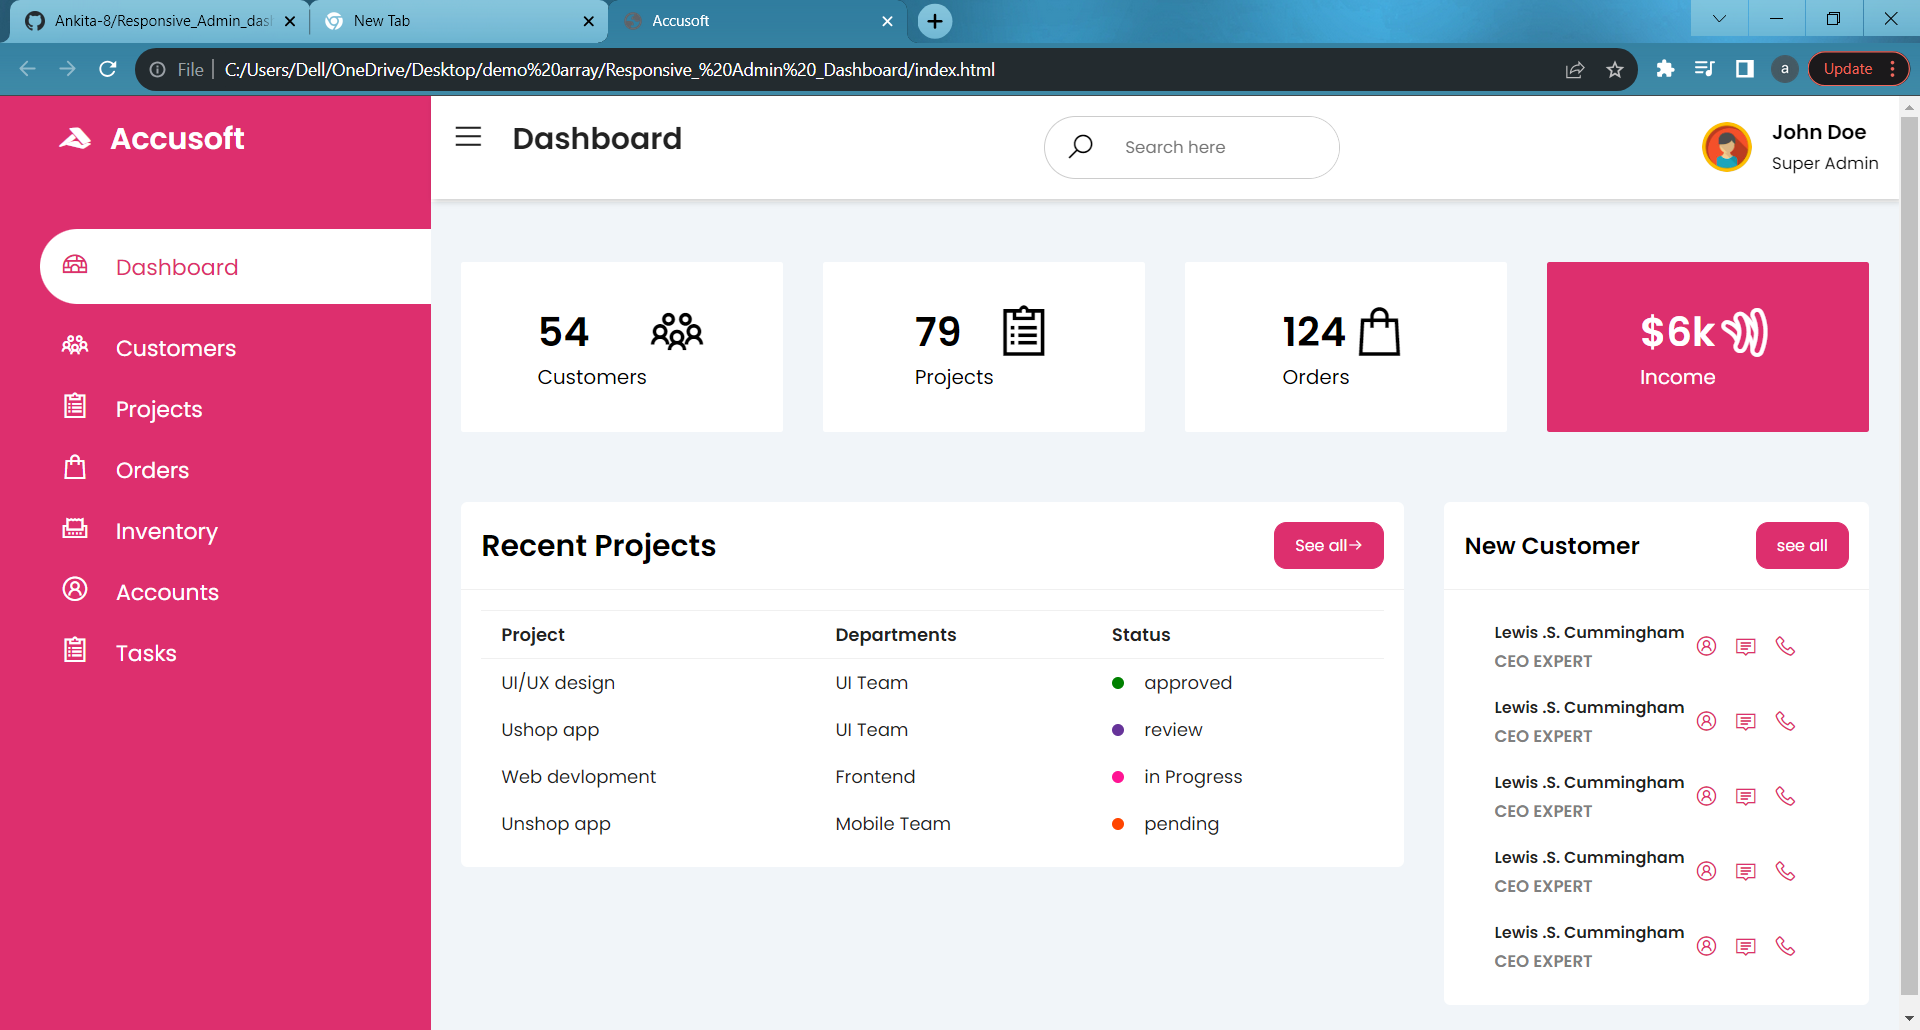 Ankita-8/Responsive_Admin_das
New Tab
Accusoft
File
C:/Users/Dell/OneDrive/Desktop/demo%20array/Responsive_%20Admin%20_Dashboard/index.html
a
Update
Accusoft
Dashboard
Customers
Projects
Orders
Inventory
Accounts
Tasks
Dashboard
Search here
John Doe
Super Admin
54
Customers
79
Projects
124
Orders
$6k
Income
Recent Projects
See all→
Project Departments Status
UI/UX design UI Team approved
Ushop app UI Team review
Web devlopment Frontend in Progress
Unshop app Mobile Team pending
New Customer
see all
Lewis .S. Cummingham
CEO EXPERT
Lewis .S. Cummingham
CEO EXPERT
Lewis .S. Cummingham
CEO EXPERT
Lewis .S. Cummingham
CEO EXPERT
Lewis .S. Cummingham
CEO EXPERT